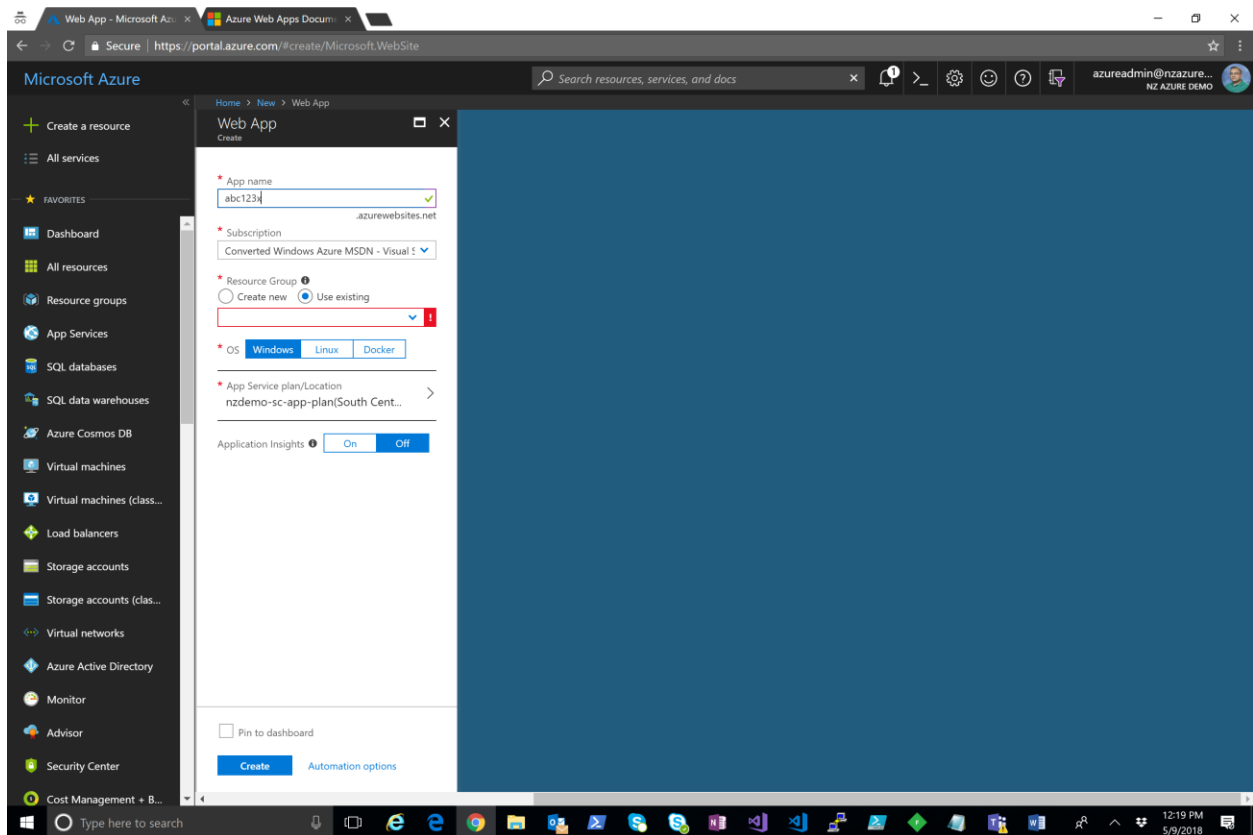 Web App - Microsoft Azu
Azure Web Apps Docum
Secure | https://portal.azure.com/#create/Microsoft.WebSite
Microsoft Azure
Search resources, services, and docs
1
azureadmin@nzazure...
NZ AZURE DEMO
Create a resource
All services
FAVORITES
Dashboard
All resources
Resource groups
App Services
SQL databases
SQL data warehouses
Azure Cosmos DB
Virtual machines
Virtual machines (class...
Load balancers
Storage accounts
Storage accounts (clas...
Virtual networks
Azure Active Directory
Monitor
Advisor
Security Center
Cost Management + B...
Home > New > Web App
Web App
Create
* App name
abc123x
.azurewebsites.net
* Subscription
Converted Windows Azure MSDN - Visual S
* Resource Group
Create new Use existing
!
* OS Windows Linux Docker
* App Service plan/Location
nzdemo-sc-app-plan(South Cent...
Application Insights On Off
Pin to dashboard
Create Automation options
Type here to search
12:19 PM
5/9/2018